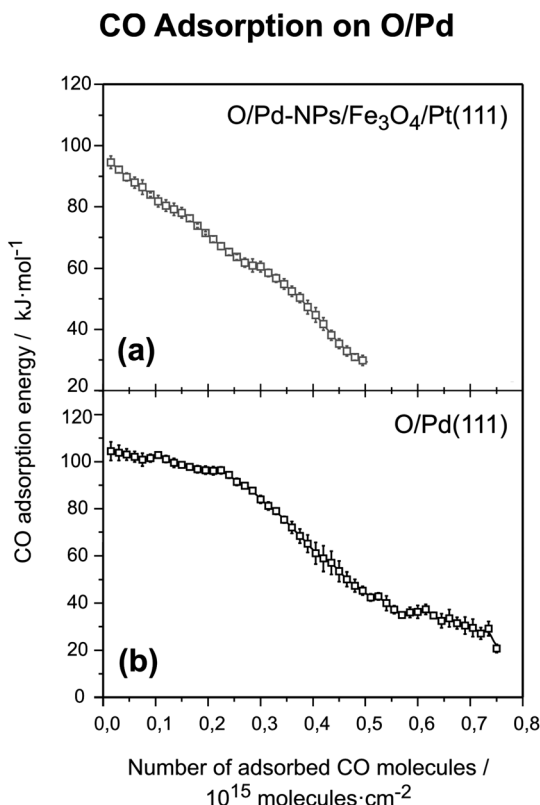 CO Adsorption on O/Pd
120
O/Pd-NPs/Fe₃O₄/Pt(111)
100
80
60
40
(a)
20
CO adsorption energy / kJ·mol⁻¹
120
O/Pd(111)
100
80
60
40
20
(b)
0
0,0 0,1 0,2 0,3 0,4 0,5 0,6 0,7 0,8
Number of adsorbed CO molecules /
10¹⁵ molecules·cm⁻²